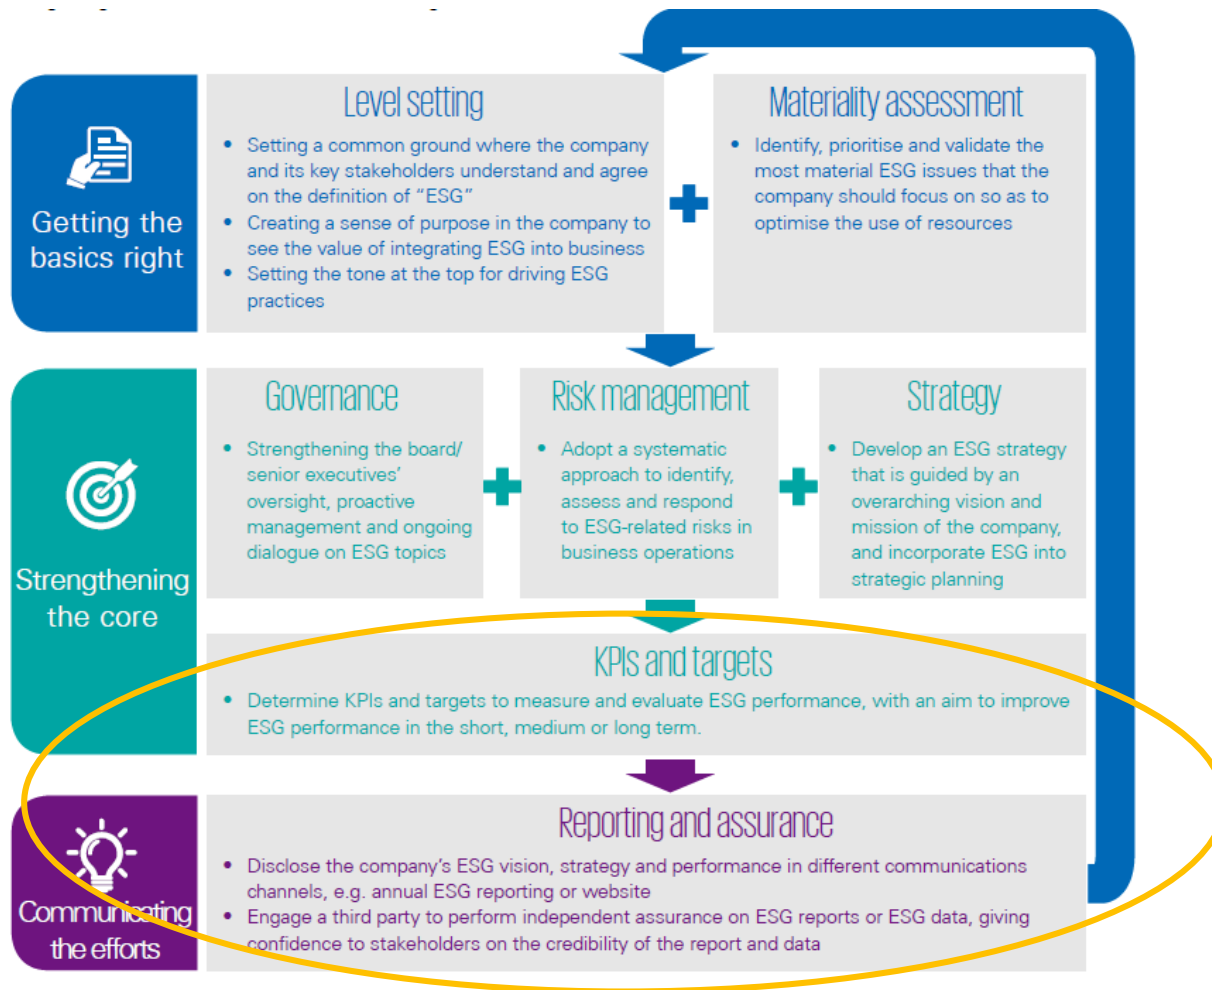 Level setting
• Setting a common ground where the company
and its key stakeholders understand and agree
on the definition of “ESG”
• Creating a sense of purpose in the company to
see the value of integrating ESG into business
• Setting the tone at the top for driving ESG
practices
Materiality assessment
• Identify, prioritise and validate the
most material ESG issues that the
company should focus on so as to
optimise the use of resources
Getting the
basics right
Governance
• Strengthening the board/
senior executives’
oversight, proactive
management and ongoing
dialogue on ESG topics
Risk management
• Adopt a systematic
approach to identify,
assess and respond
to ESG-related risks in
business operations
Strategy
• Develop an ESG strategy
that is guided by an
overarching vision and
mission of the company,
and incorporate ESG into
strategic planning
Strengthening
the core
KPIs and targets
• Determine KPIs and targets to measure and evaluate ESG performance, with an aim to improve
ESG performance in the short, medium or long term.
Reporting and assurance
• Disclose the company’s ESG vision, strategy and performance in different communications
channels, e.g. annual ESG reporting or website
• Engage a third party to perform independent assurance on ESG reports or ESG data, giving
confidence to stakeholders on the credibility of the report and data
Communicating
the efforts